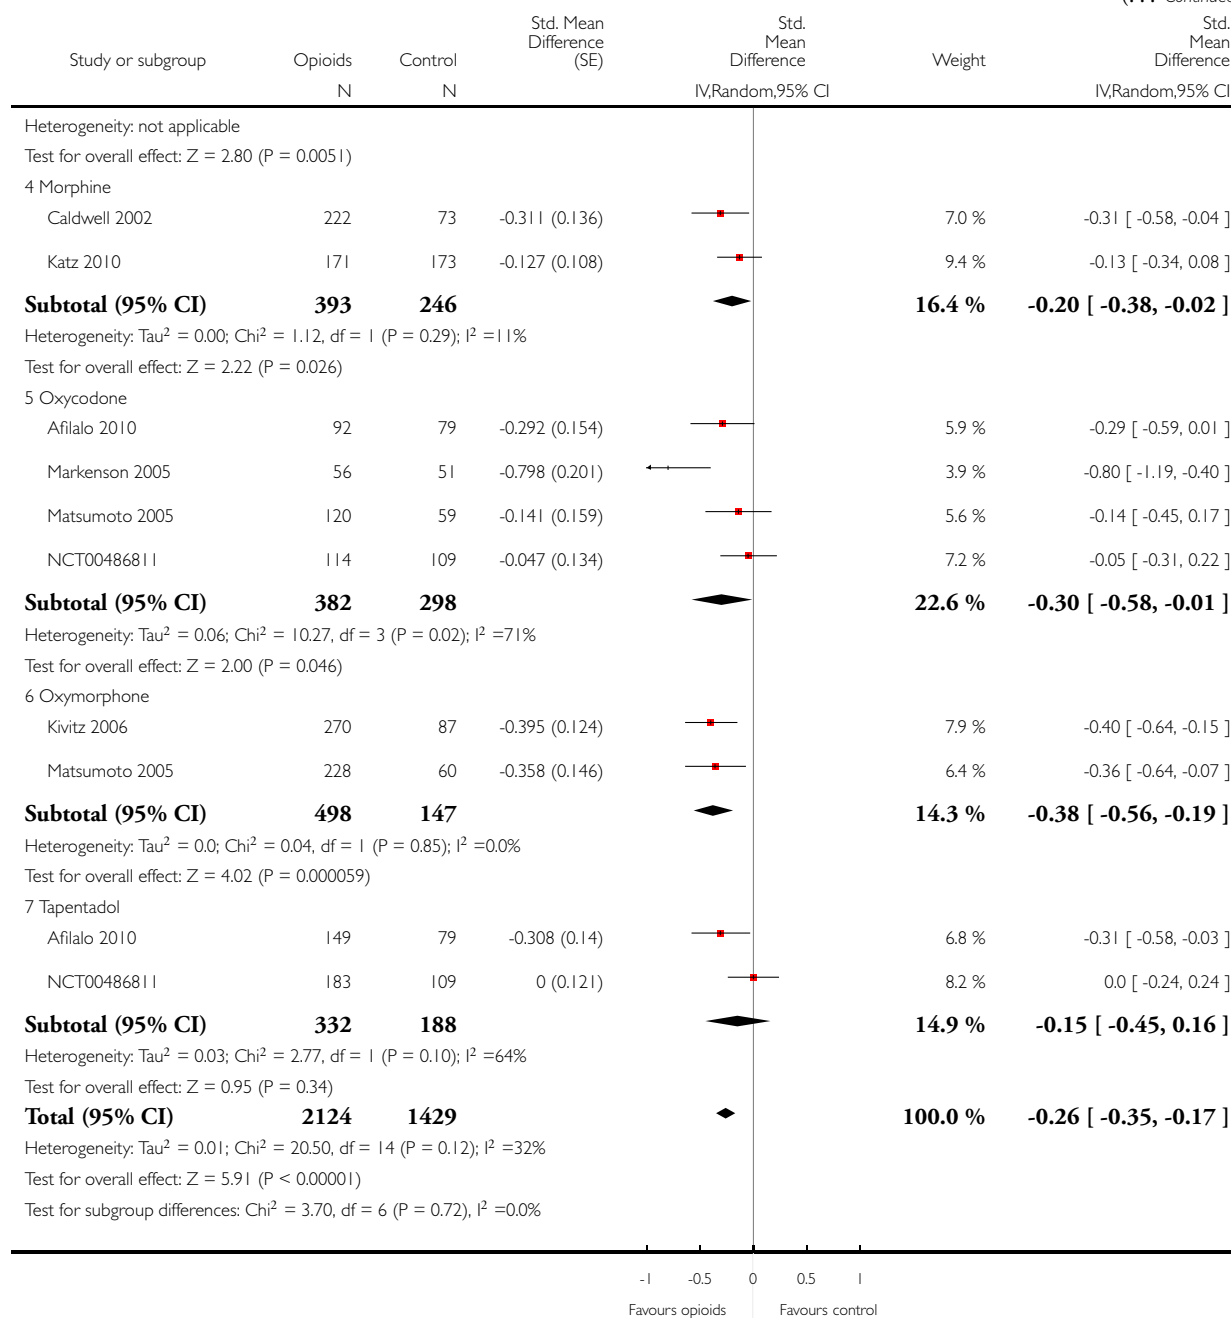 Continued
Study or subgroup Opioids Control Std. Mean Difference (SE) Std. Mean Difference Weight Std. Mean Difference
N N IV,Random,95% CI IV,Random,95% CI
Heterogeneity: not applicable
Test for overall effect: Z = 2.80 (P = 0.0051)
4 Morphine
Caldwell 2002 222 73 -0.311 (0.136) 7.0 % -0.31 [ -0.58, -0.04 ]
Katz 2010 171 173 -0.127 (0.108) 9.4 % -0.13 [ -0.34, 0.08 ]
Subtotal (95% CI) 393 246 16.4 % -0.20 [ -0.38, -0.02 ]
Heterogeneity: Tau² = 0.00; Chi² = 1.12, df = 1 (P = 0.29); I² =11%
Test for overall effect: Z = 2.22 (P = 0.026)
5 Oxycodone
Afilalo 2010 92 79 -0.292 (0.154) 5.9 % -0.29 [ -0.59, 0.01 ]
Markenson 2005 56 51 -0.798 (0.201) 3.9 % -0.80 [ -1.19, -0.40 ]
Matsumoto 2005 120 59 -0.141 (0.159) 5.6 % -0.14 [ -0.45, 0.17 ]
NCT00486811 114 109 -0.047 (0.134) 7.2 % -0.05 [ -0.31, 0.22 ]
Subtotal (95% CI) 382 298 22.6 % -0.30 [ -0.58, -0.01 ]
Heterogeneity: Tau² = 0.06; Chi² = 10.27, df = 3 (P = 0.02); I² =71%
Test for overall effect: Z = 2.00 (P = 0.046)
6 Oxymorphone
Kivitz 2006 270 87 -0.395 (0.124) 7.9 % -0.40 [ -0.64, -0.15 ]
Matsumoto 2005 228 60 -0.358 (0.146) 6.4 % -0.36 [ -0.64, -0.07 ]
Subtotal (95% CI) 498 147 14.3 % -0.38 [ -0.56, -0.19 ]
Heterogeneity: Tau² = 0.0; Chi² = 0.04, df = 1 (P = 0.85); I² =0.0%
Test for overall effect: Z = 4.02 (P = 0.000059)
7 Tapentadol
Afilalo 2010 149 79 -0.308 (0.14) 6.8 % -0.31 [ -0.58, -0.03 ]
NCT00486811 183 109 0 (0.121) 8.2 % 0.0 [ -0.24, 0.24 ]
Subtotal (95% CI) 332 188 14.9 % -0.15 [ -0.45, 0.16 ]
Heterogeneity: Tau² = 0.03; Chi² = 2.77, df = 1 (P = 0.10); I² =64%
Test for overall effect: Z = 0.95 (P = 0.34)
Total (95% CI) 2124 1429 100.0 % -0.26 [ -0.35, -0.17 ]
Heterogeneity: Tau² = 0.01; Chi² = 20.50, df = 14 (P = 0.12); I² =32%
Test for overall effect: Z = 5.91 (P < 0.00001)
Test for subgroup differences: Chi² = 3.70, df = 6 (P = 0.72), I² =0.0%
-1 -0.5 0 0.5 1
Favours opioids Favours control